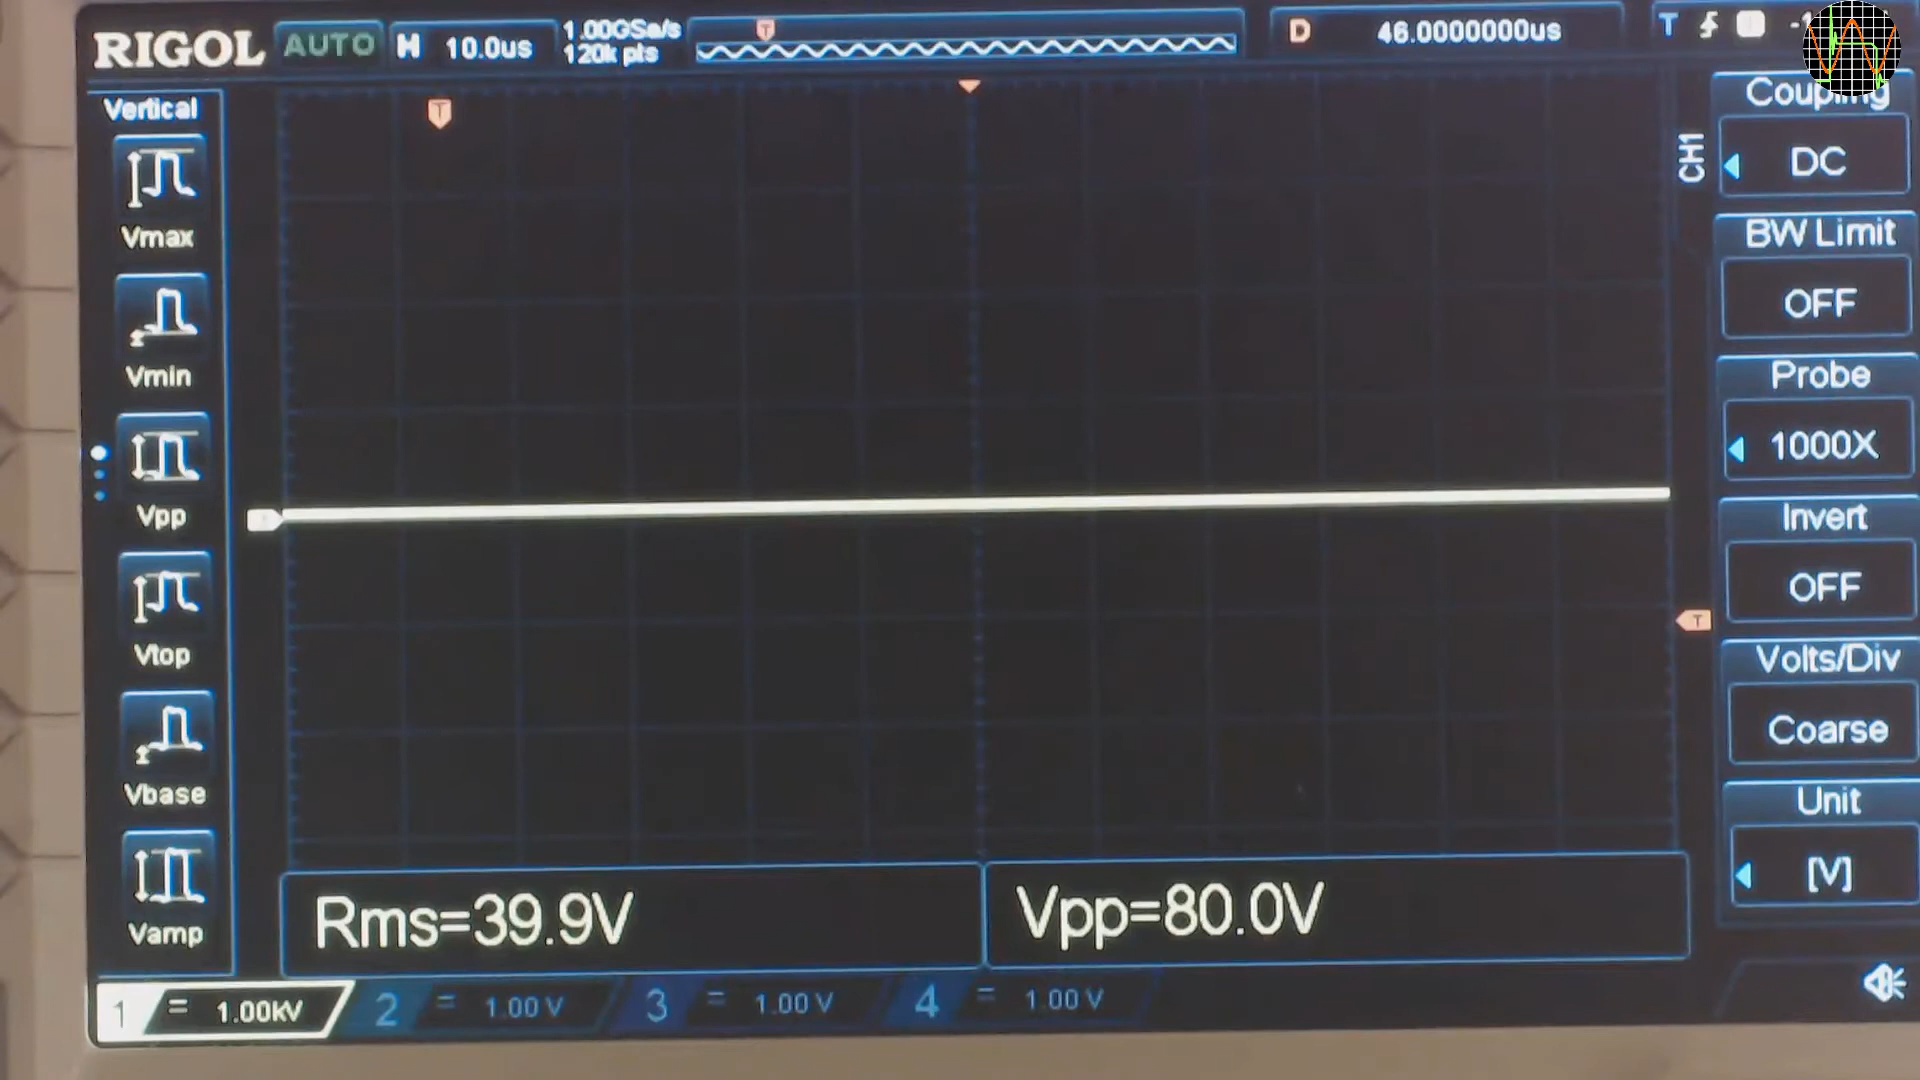 RIGOL AUTO H 10.0us 1.00GSa/s 120k pts T D 46.0000000us T
Vertical
Vmax
Vmin
Vpp
Vtop
Vbase
Vamp
T
CH1
Coupling
DC
BW Limit
OFF
Probe
1000X
Invert
OFF
T
Volts/Div
Coarse
Unit
[V]
Rms=39.9V Vpp=80.0V
1 = 1.00kV 2 = 1.00 V 3 = 1.00 V 4 = 1.00 V